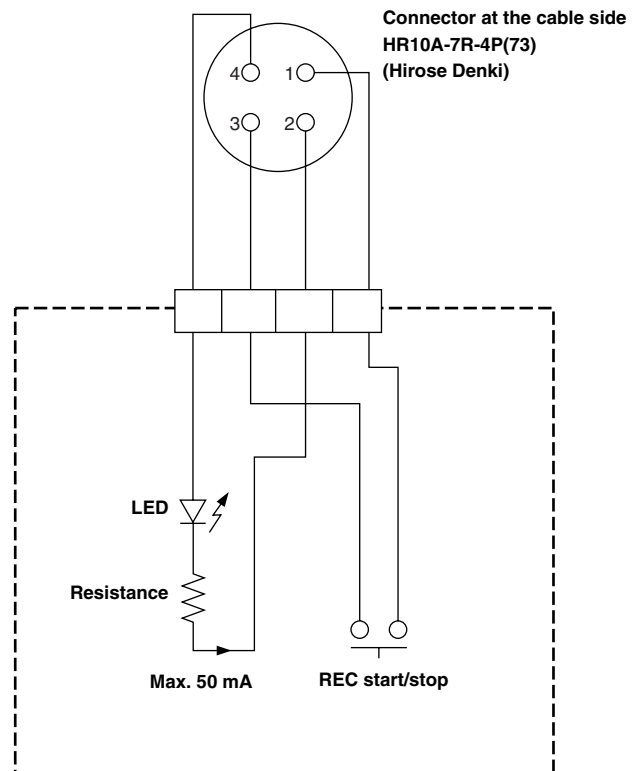 Connector at the cable side
HR10A-7R-4P(73)
(Hirose Denki)
4 1
3 2
LED
Resistance
Max. 50 mA
REC start/stop